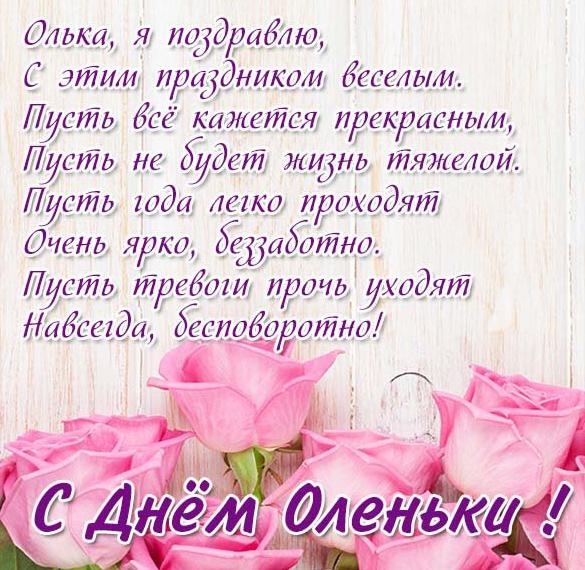 Олька, я поздравлю,
С этим праздником веселым.
Пусть всё кажется прекрасным,
Пусть не будет жизнь тяжелой.
Пусть года легко проходят
Очень ярко, беззаботно.
Пусть тревоги прочь уходят
Навсегда, бесповоротно!
С Днём Оленьки !